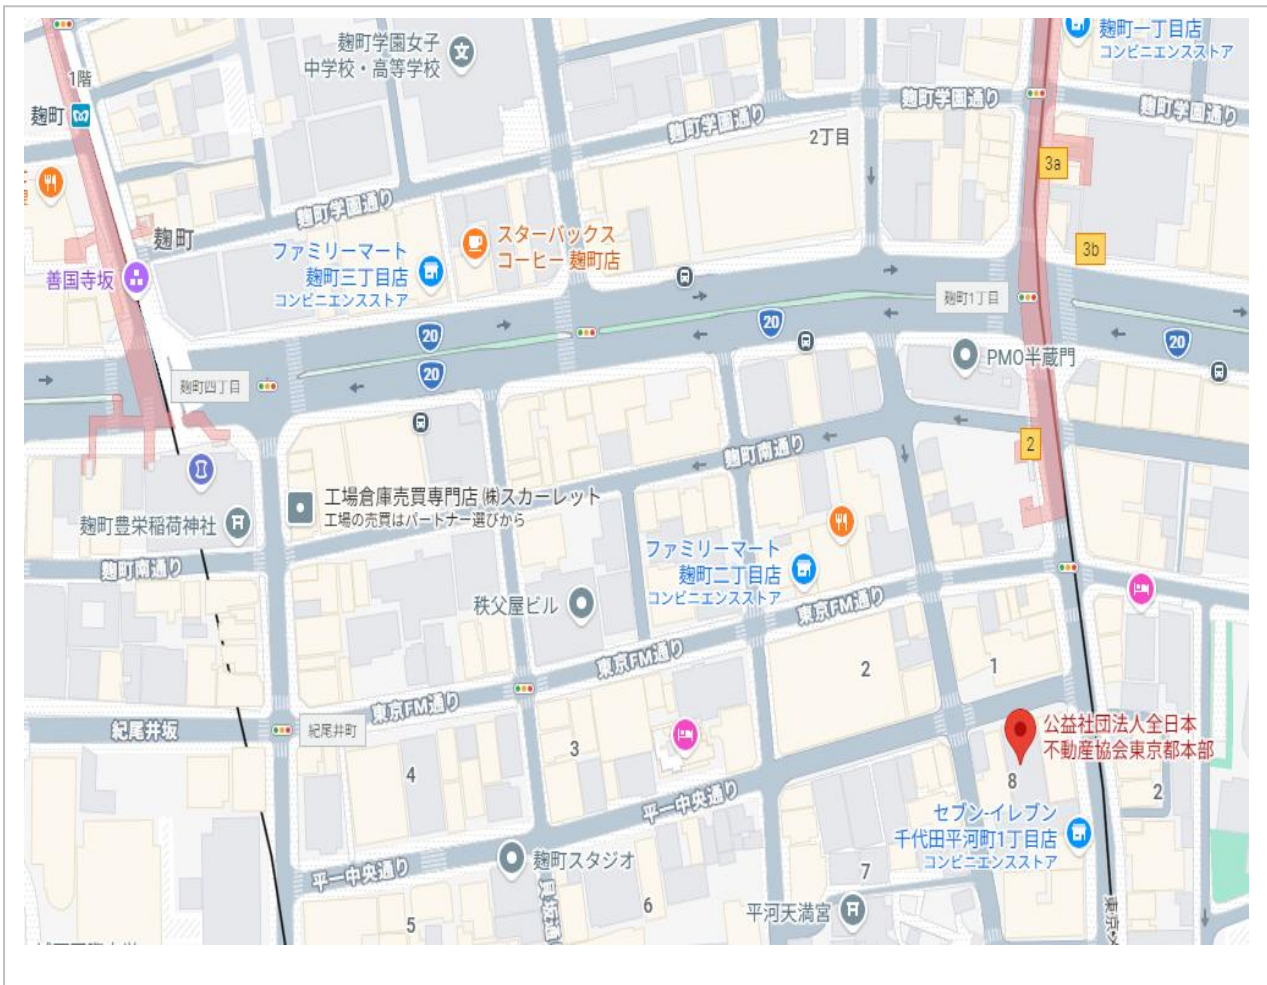 麹町一丁目店
コンビニエンスストア
麹町学園女子
中学校・高等学校
1階
麹町
麹町学園通り
麹町学園通り
麹町学園通り
2丁目
3a
麹町学園通り
麹町
スターバックス
コーヒー 麹町店
ファミリーマート
麹町三丁目店
コンビニエンスストア
3b
善国寺坂
麹町1丁目
20
20
20
20
PMO半蔵門
麹町四丁目
2
麹町南通り
工場倉庫売買専門店 ㈱スカーレット
工場の売買はパートナー選びから
麹町豊栄稲荷神社
麹町南通り
ファミリーマート
麹町二丁目店
コンビニエンスストア
秩父屋ビル
東京FM通り
東京FM通り
2
1
東京FM通り
紀尾井坂
紀尾井町
公益社団法人全日本
不動産協会東京都本部
3
4
8
2
平一中央通り
セブン-イレブン
千代田平河町1丁目店
コンビニエンスストア
麹町スタジオ
平一中央通り
7
6
平河天満宮
5
貝坂通
東京メ